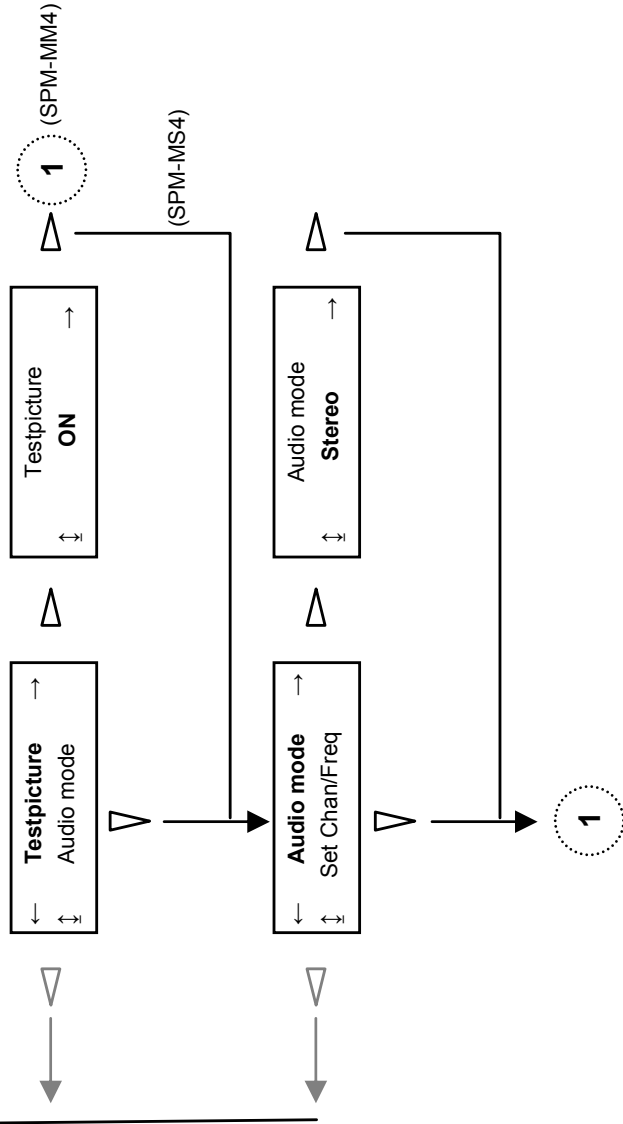 ← Testpicture →
↨ Audio mode
Testpicture
↨ ON →
1
(SPM-MM4)
(SPM-MS4)
← Audio mode →
↨ Set Chan/Freq
Audio mode
↨ Stereo →
1